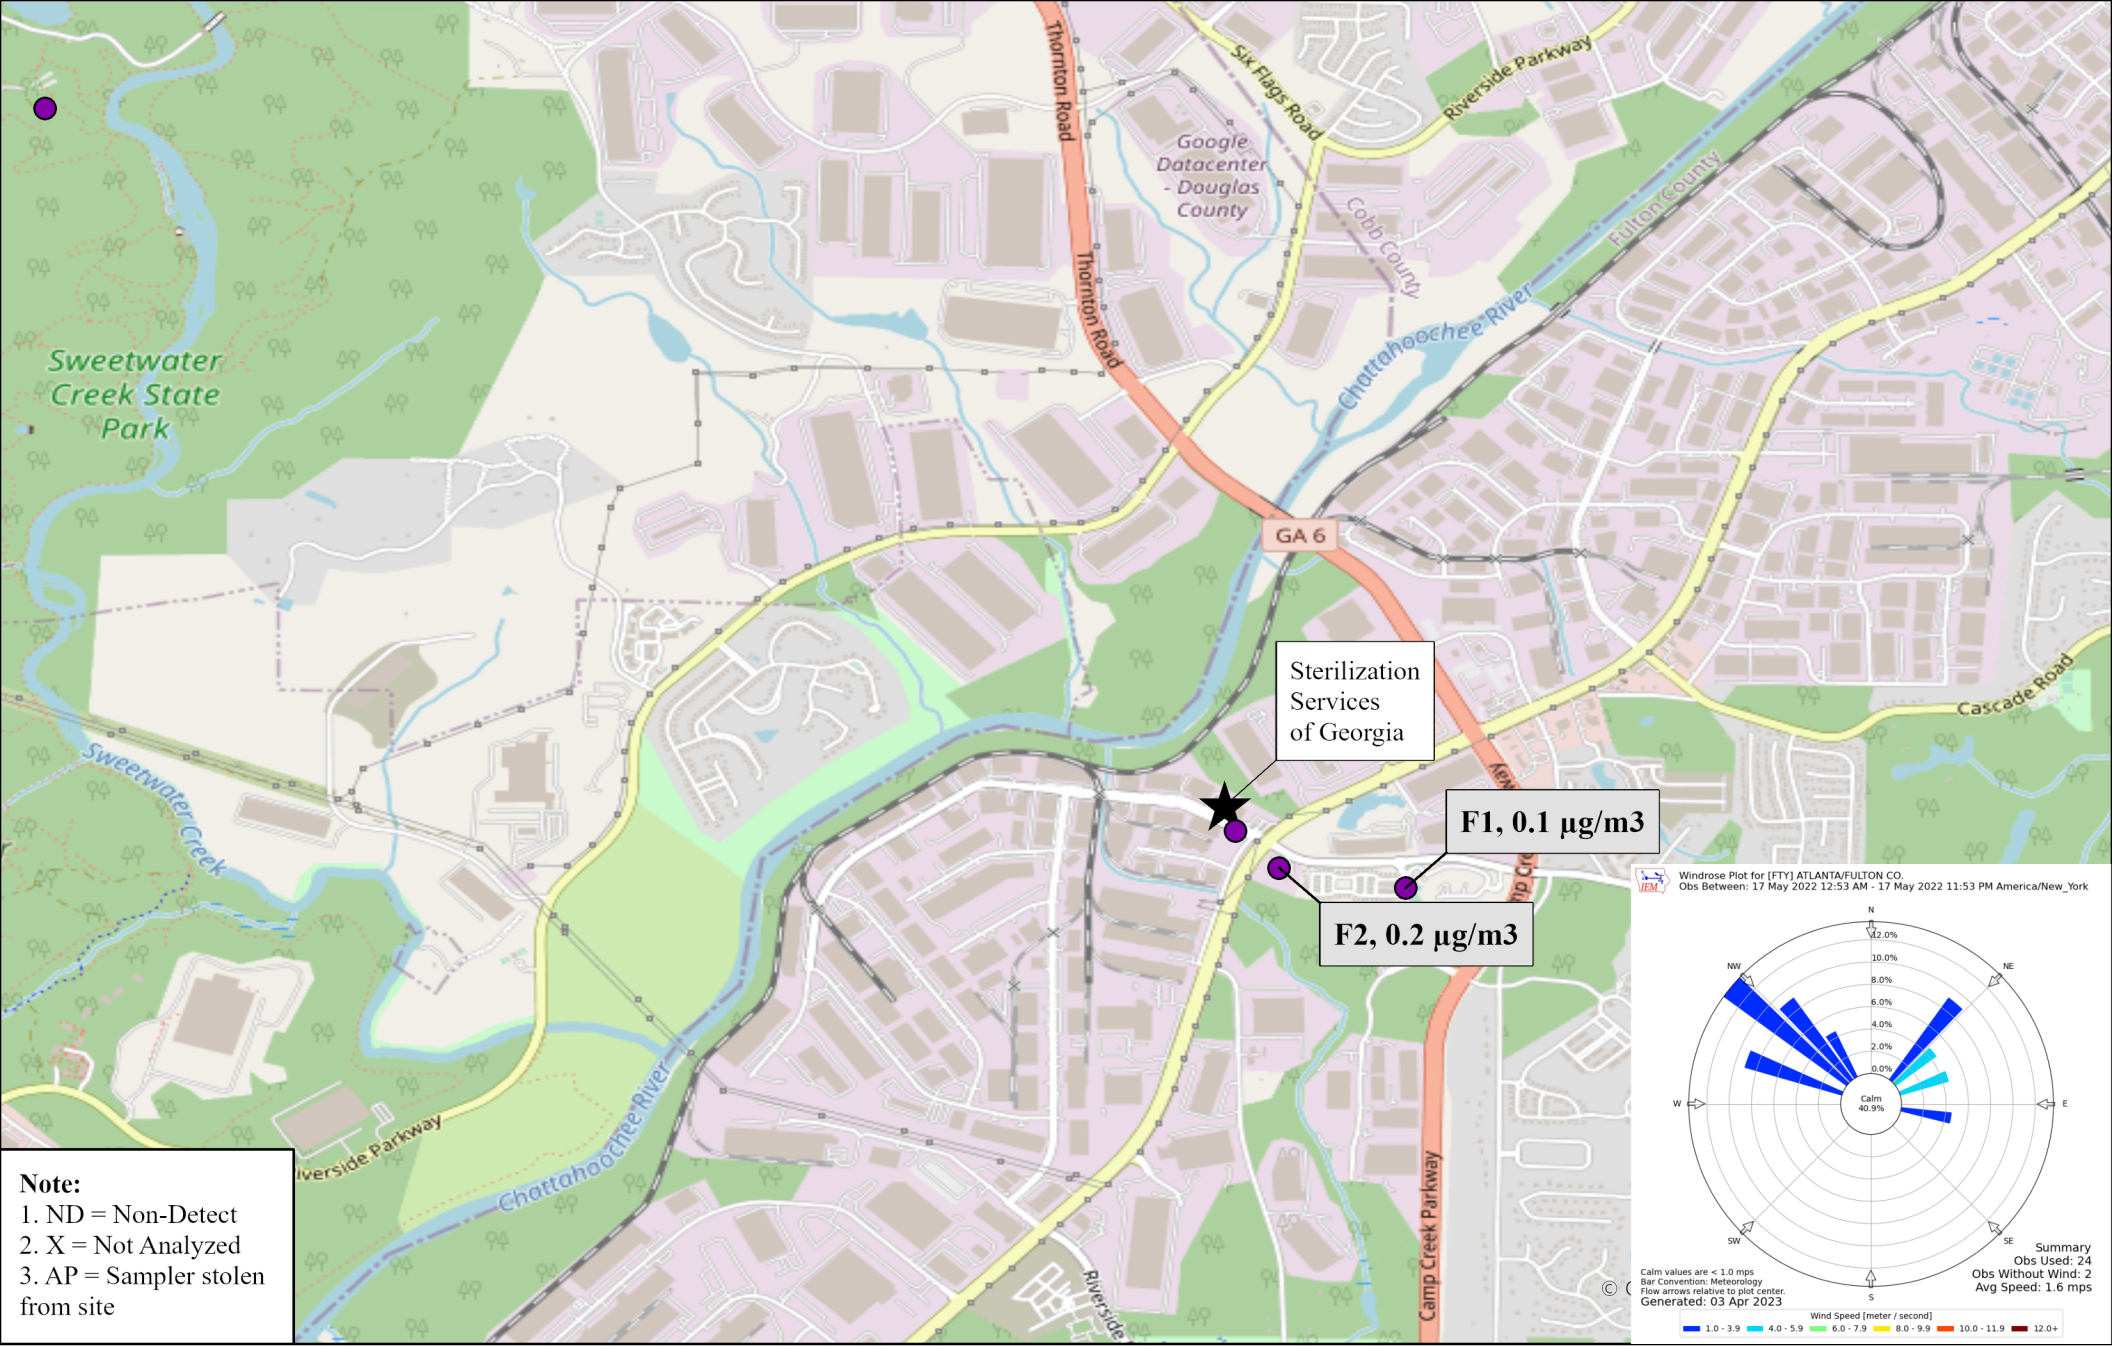 Thornton Road
Six Flags Road
Riverside Parkway
Google
Datacenter
- Douglas
County
Cobb County
Fulton County
Thornton Road
Chattahoochee River
Sweetwater
Creek State
Park
GA 6
Cascade Road
Sterilization
Services
of Georgia
way
Sweetwater Creek
F1, 0.1 µg/m3
F2, 0.2 µg/m3
mp Cre
Chattahoochee River
iverside Parkway
Camp Creek Parkway
Riverside
©
Note:
1. ND = Non-Detect
2. X = Not Analyzed
3. AP = Sampler stolen
from site
IEM
Windrose Plot for [FTY] ATLANTA/FULTON CO.
Obs Between: 17 May 2022 12:53 AM - 17 May 2022 11:53 PM America/New_York
N
12.0%
10.0%
8.0%
6.0%
4.0%
2.0%
0.0%
NW
NE
W
Calm
40.9%
E
SW
SE
S
Summary
Obs Used: 24
Obs Without Wind: 2
Avg Speed: 1.6 mps
Calm values are < 1.0 mps
Bar Convention: Meteorology
Flow arrows relative to plot center.
Generated: 03 Apr 2023
Wind Speed [meter / second]
1.0 - 3.9 4.0 - 5.9 6.0 - 7.9 8.0 - 9.9 10.0 - 11.9 12.0+